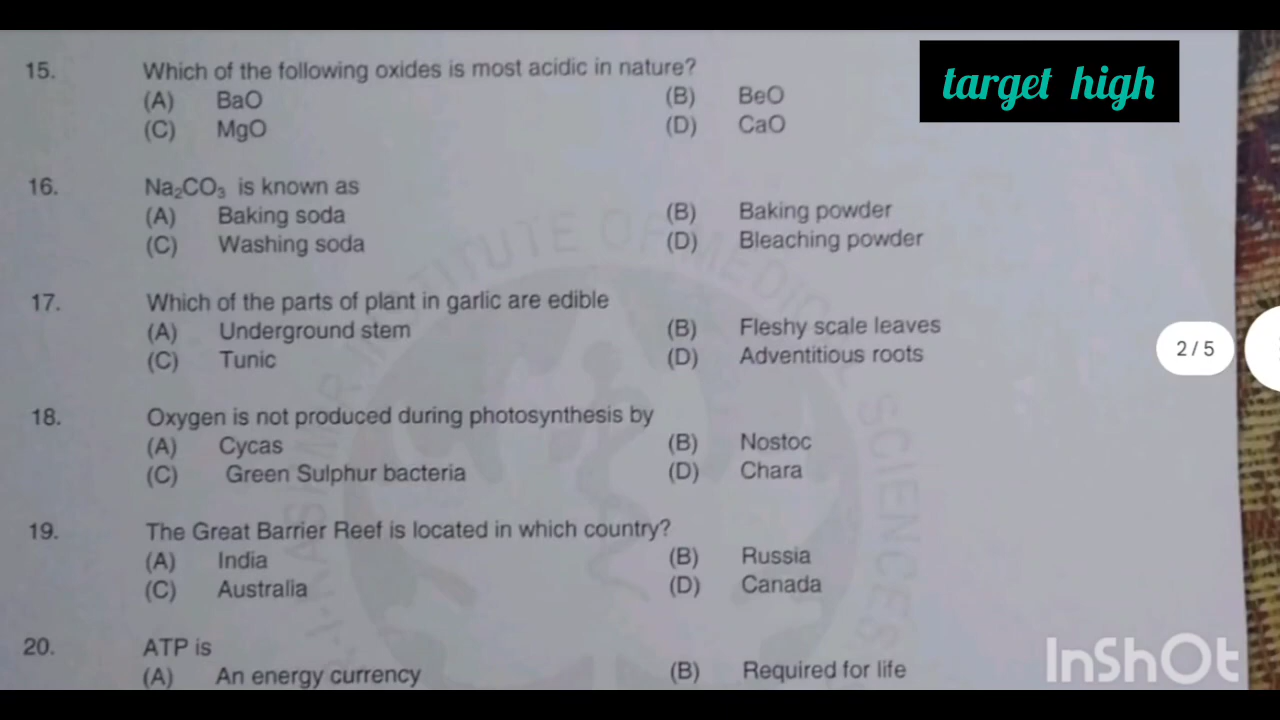 target high
15. Which of the following oxides is most acidic in nature?
(A) BaO (B) BeO
(C) MgO (D) CaO
16. Na₂CO₃ is known as
(A) Baking soda (B) Baking powder
(C) Washing soda (D) Bleaching powder
17. Which of the parts of plant in garlic are edible
(A) Underground stem (B) Fleshy scale leaves
(C) Tunic (D) Adventitious roots
2/5
18. Oxygen is not produced during photosynthesis by
(A) Cycas (B) Nostoc
(C) Green Sulphur bacteria (D) Chara
19. The Great Barrier Reef is located in which country?
(A) India (B) Russia
(C) Australia (D) Canada
20. ATP is
(A) An energy currency (B) Required for life
InShOt